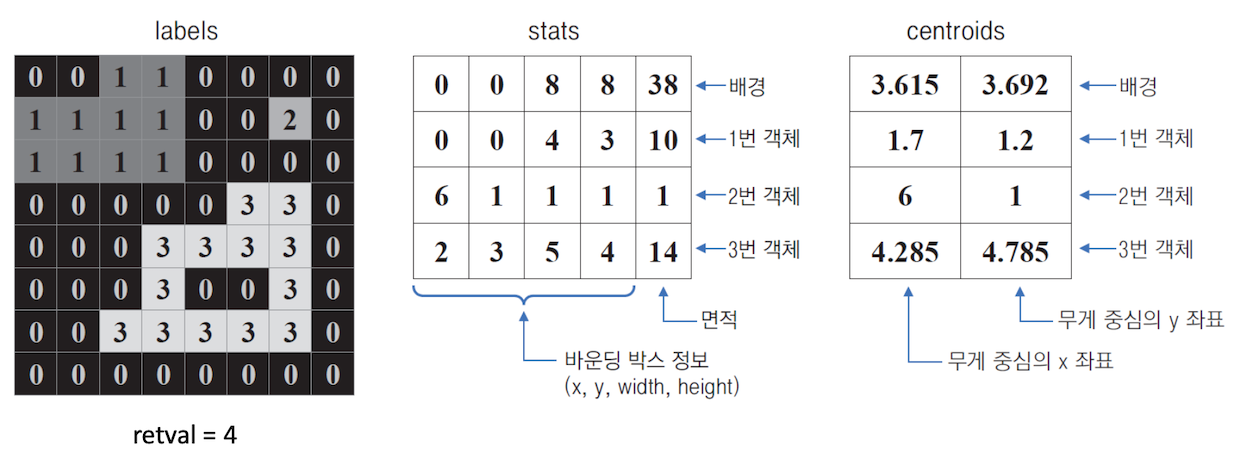 labels
0 0 1 1 0 0 0 0
1 1 1 1 0 0 2 0
1 1 1 1 0 0 0 0
0 0 0 0 0 3 3 0
0 0 0 3 3 3 3 0
0 0 0 3 0 0 3 0
0 0 3 3 3 3 3 0
0 0 0 0 0 0 0 0
retval = 4
stats
0 0 8 8 38 배경
0 0 4 3 10 1번 객체
6 1 1 1 1 2번 객체
2 3 5 4 14 3번 객체
면적
바운딩 박스 정보
(x, y, width, height)
centroids
3.615 3.692 배경
1.7 1.2 1번 객체
6 1 2번 객체
4.285 4.785 3번 객체
무게 중심의 y 좌표
무게 중심의 x 좌표